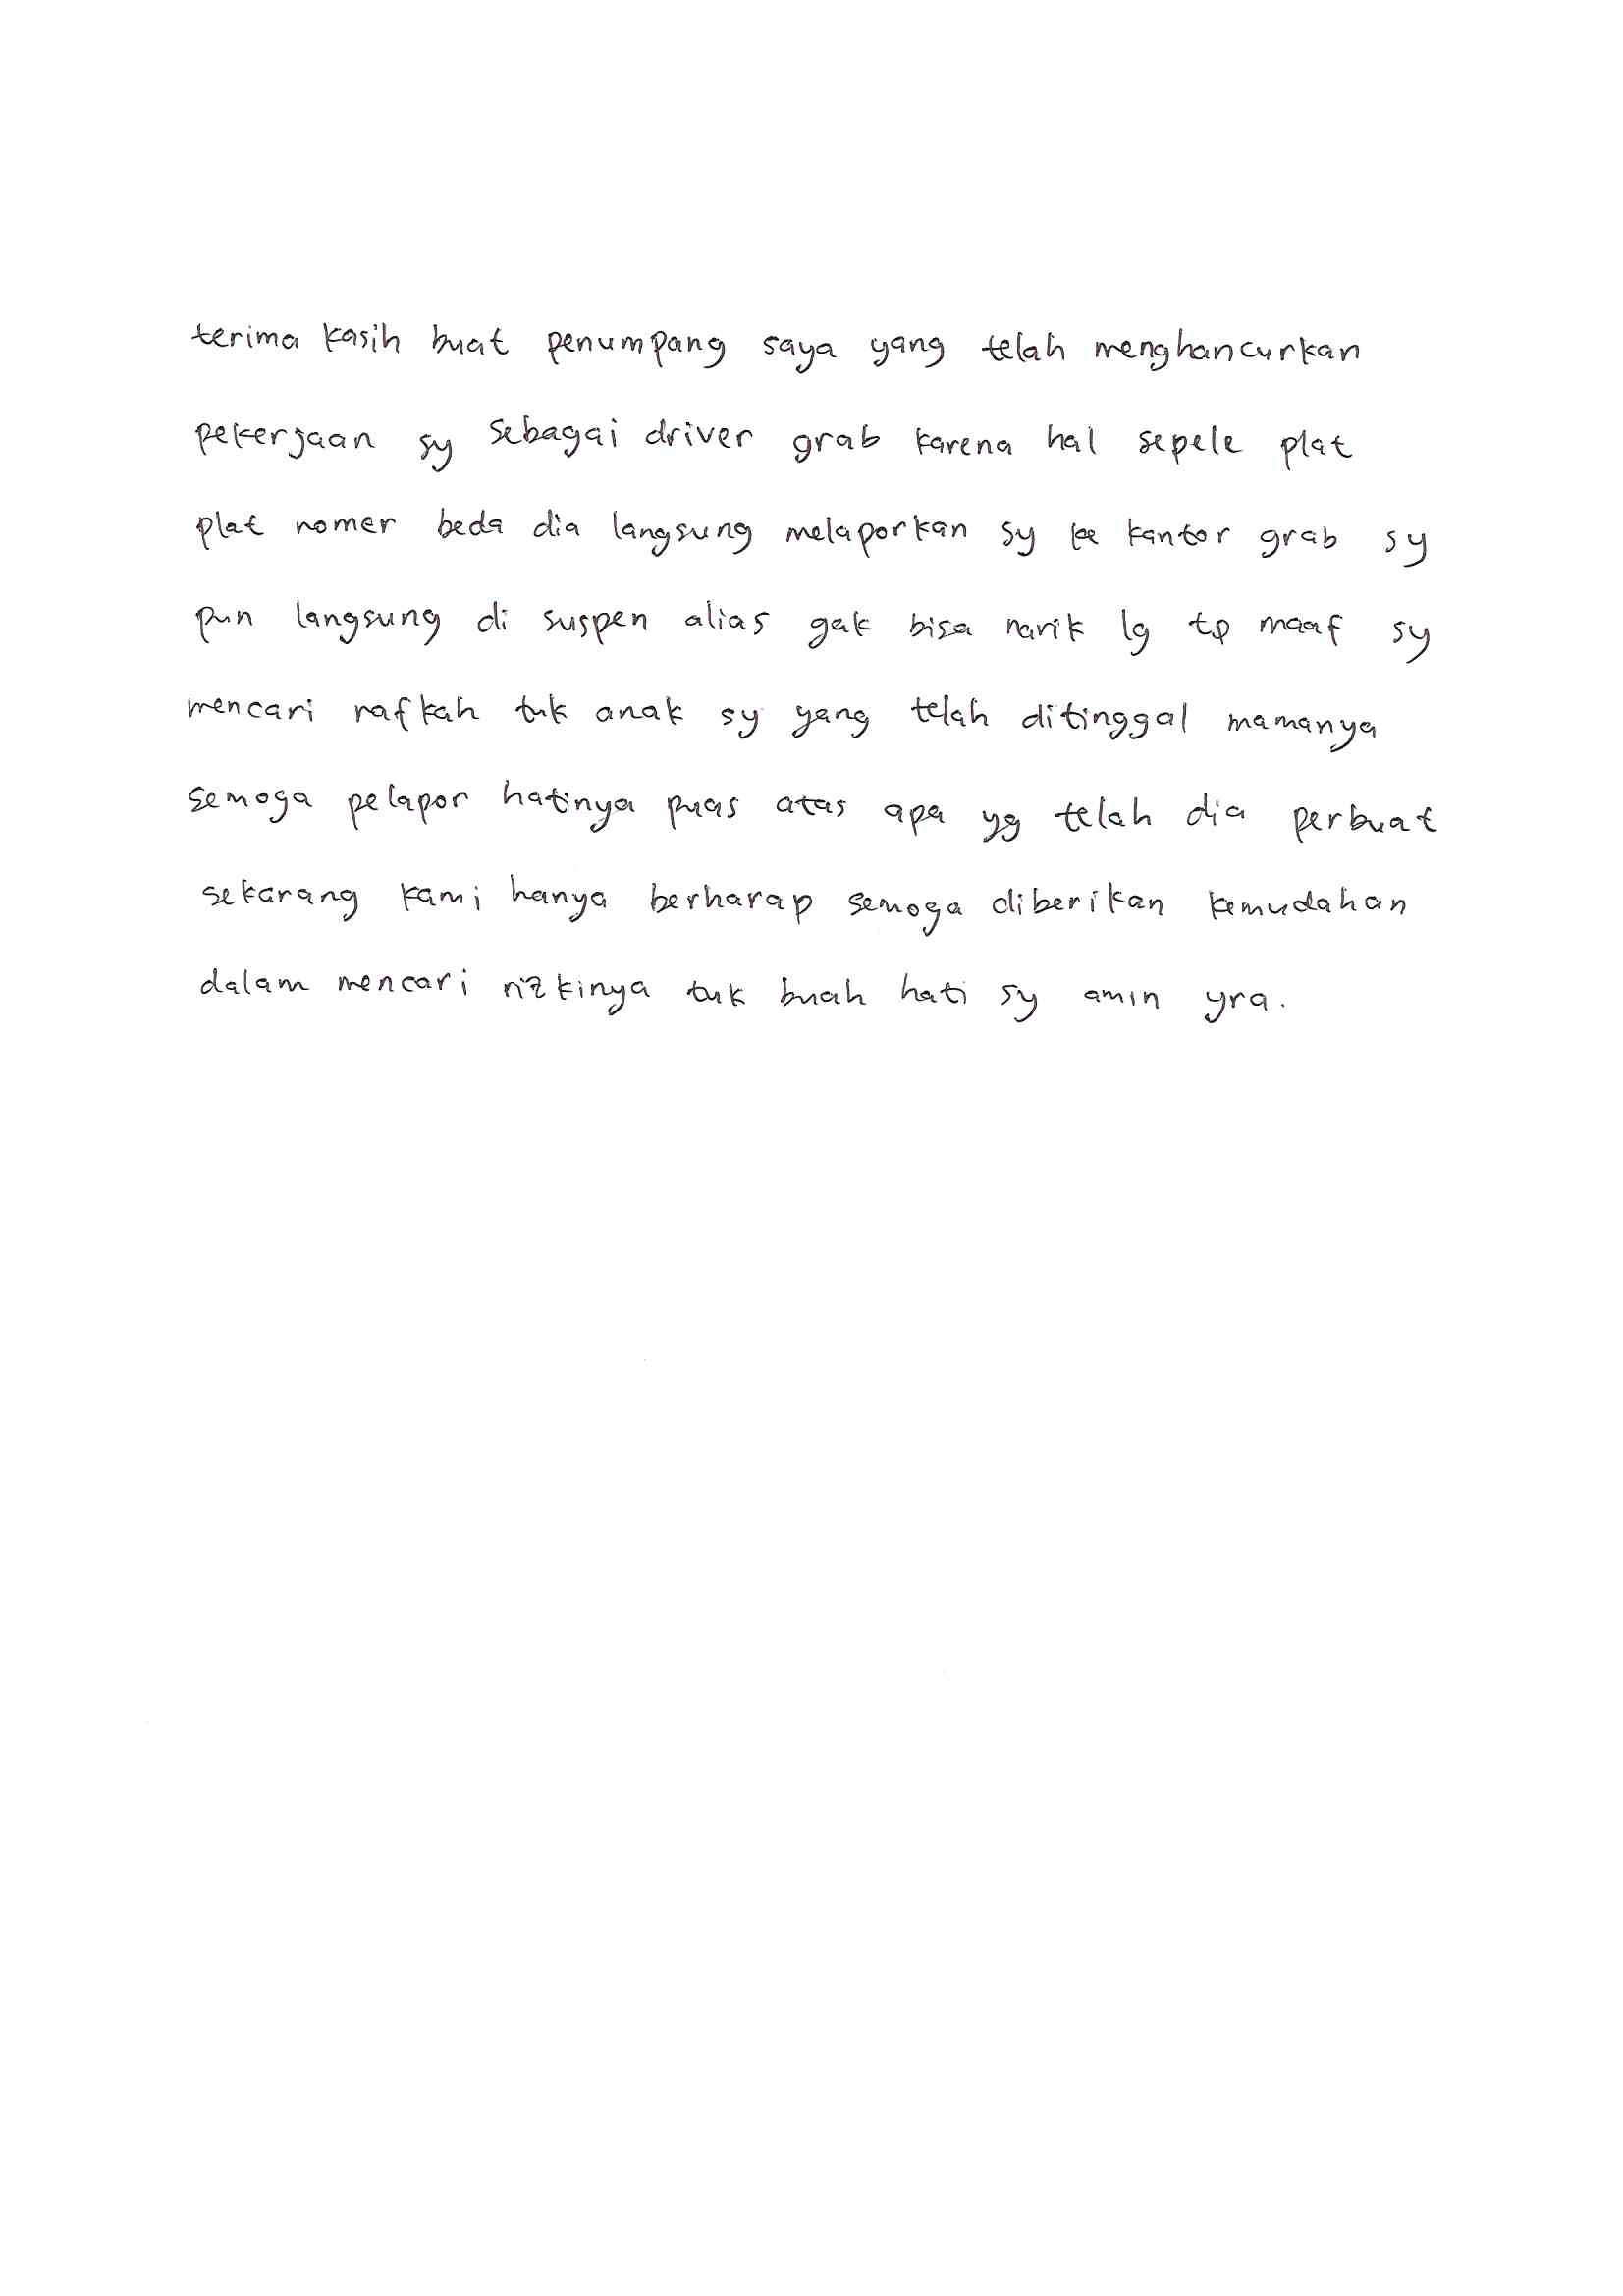 terima kasih buat penumpang saya yang telah menghancurkan
pekerjaan sy sebagai driver grab karena hal sepele plat
plat nomer beda dia langsung melaporkan sy ke kantor grab sy
pun langsung di suspen alias gak bisa narik lg tp maaf sy
mencari nafkah tuk anak sy yang telah ditinggal mamanya
semoga pelapor hatinya puas atas apa yg telah dia perbuat
sekarang kami hanya berharap semoga diberikan kemudahan
dalam mencari rizkinya tuk buah hati sy amin yra.